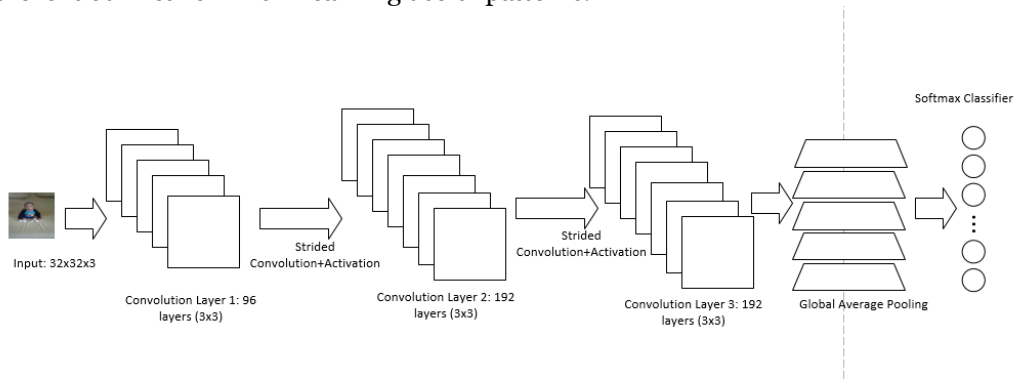 Softmax Classifier
Input: 32x32x3
Strided
Convolution+Activation
Strided
Convolution+Activation
Convolution Layer 1: 96
layers (3x3)
Convolution Layer 2: 192
layers (3x3)
Convolution Layer 3: 192
layers (3x3)
Global Average Pooling